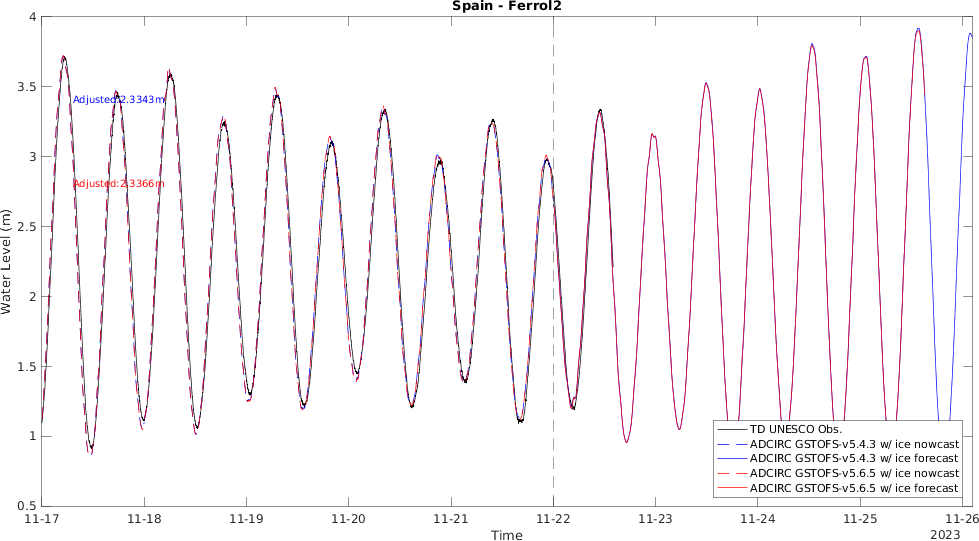 Spain - Ferrol2
4
3.5
3
2.5
2
1.5
1
0.5
Water Level (m)
Adjusted:2.3343m
Adjusted:2.3366m
TD UNESCO Obs.
ADCIRC GSTOFS-v5.4.3 w/ ice nowcast
ADCIRC GSTOFS-v5.4.3 w/ ice forecast
ADCIRC GSTOFS-v5.6.5 w/ ice nowcast
ADCIRC GSTOFS-v5.6.5 w/ ice forecast
11-17 11-18 11-19 11-20 11-21 11-22 11-23 11-24 11-25 11-26
2023
Time